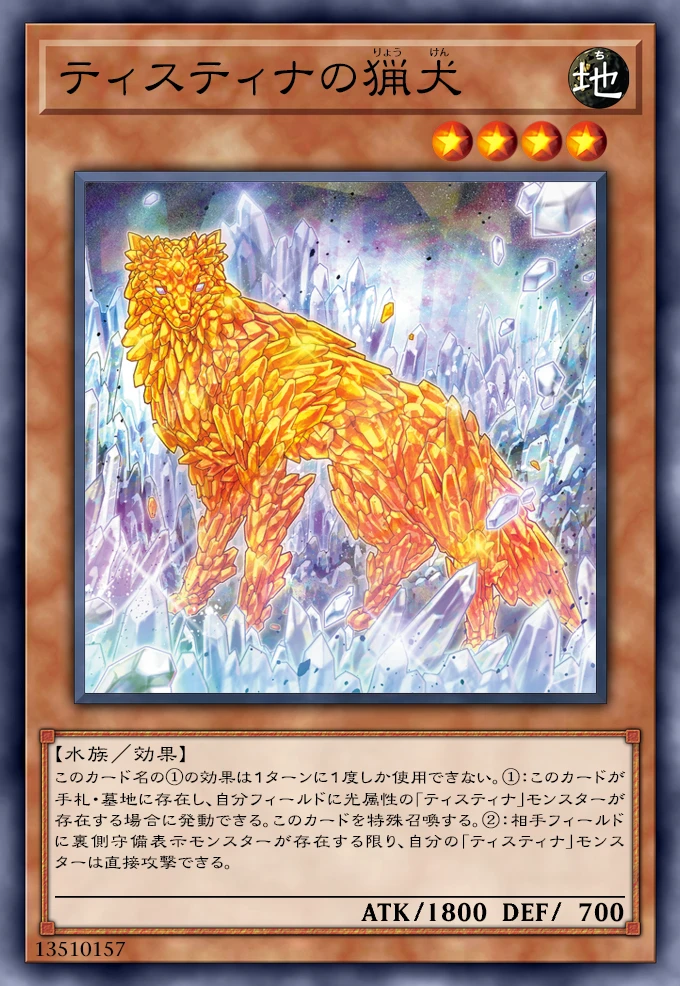 ティスティナの猟犬
りょう けん
地
ち
【水族／効果】
このカード名の①の効果は1ターンに1度しか使用できない。①：このカードが
手札・墓地に存在し、自分フィールドに光属性の「ティスティナ」モンスターが
存在する場合に発動できる。このカードを特殊召喚する。②：相手フィールド
に裏側守備表示モンスターが存在する限り、自分の「ティスティナ」モンス
ターは直接攻撃できる。
ATK/1800 DEF/ 700
13510157